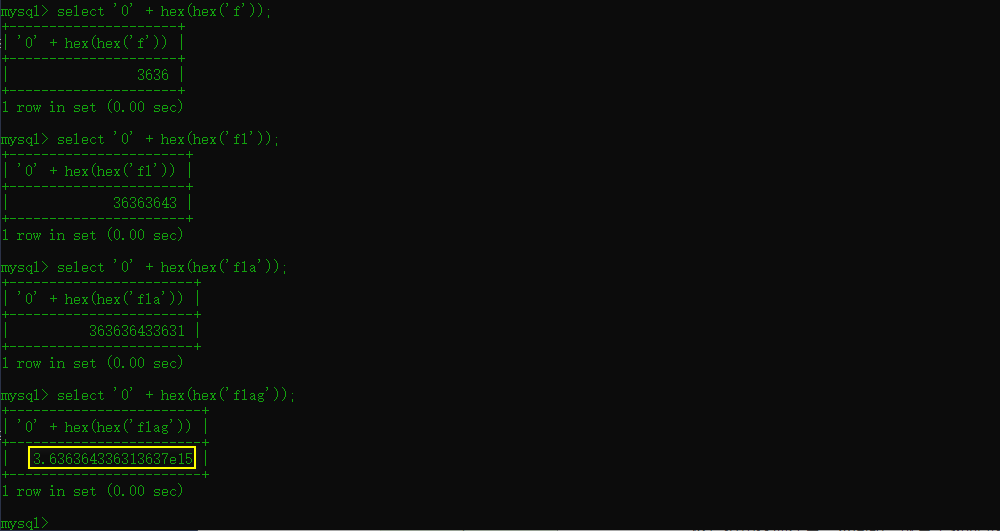 mysql> select '0' + hex(hex('f'));
+---------------------+
| '0' + hex(hex('f')) |
+---------------------+
|                3636 |
+---------------------+
1 row in set (0.00 sec)
mysql> select '0' + hex(hex('fl'));
+----------------------+
| '0' + hex(hex('fl')) |
+----------------------+
|             36363643 |
+----------------------+
1 row in set (0.00 sec)
mysql> select '0' + hex(hex('fla'));
+-----------------------+
| '0' + hex(hex('fla')) |
+-----------------------+
|          363636433631 |
+-----------------------+
1 row in set (0.00 sec)
mysql> select '0' + hex(hex('flag'));
+------------------------+
| '0' + hex(hex('flag')) |
+------------------------+
|   3.636364336313637e15 |
+------------------------+
1 row in set (0.00 sec)
mysql>